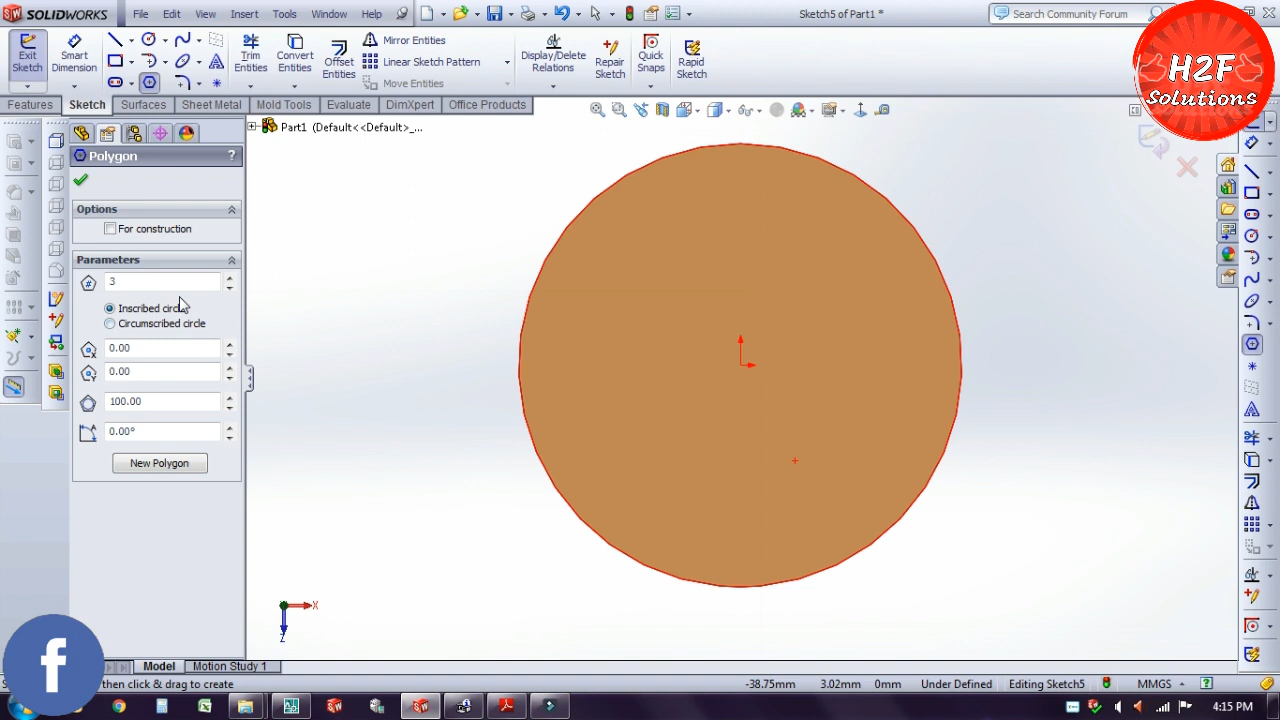 SOLIDWORKS
File
Edit
View
Insert
Tools
Window
Help
Sketch5 of Part1 *
Search Community Forum
H2F
Solutions
Exit
Sketch
Smart
Dimension
Trim
Entities
Convert
Entities
Offset
Entities
Mirror Entities
Linear Sketch Pattern
Move Entities
Display/Delete
Relations
Repair
Sketch
Quick
Snaps
Rapid
Sketch
Features
Sketch
Surfaces
Sheet Metal
Mold Tools
Evaluate
DimXpert
Office Products
Part1 (Default<<Default>_...
Polygon
?
Options
For construction
Parameters
3
Inscribed circle
Circumscribed circle
0.00
0.00
100.00
0.00°
New Polygon
X
Z
Model
Motion Study 1
then click & drag to create
-38.75mm
3.02mm
0mm
Under Defined
Editing Sketch5
MMGS
4:15 PM